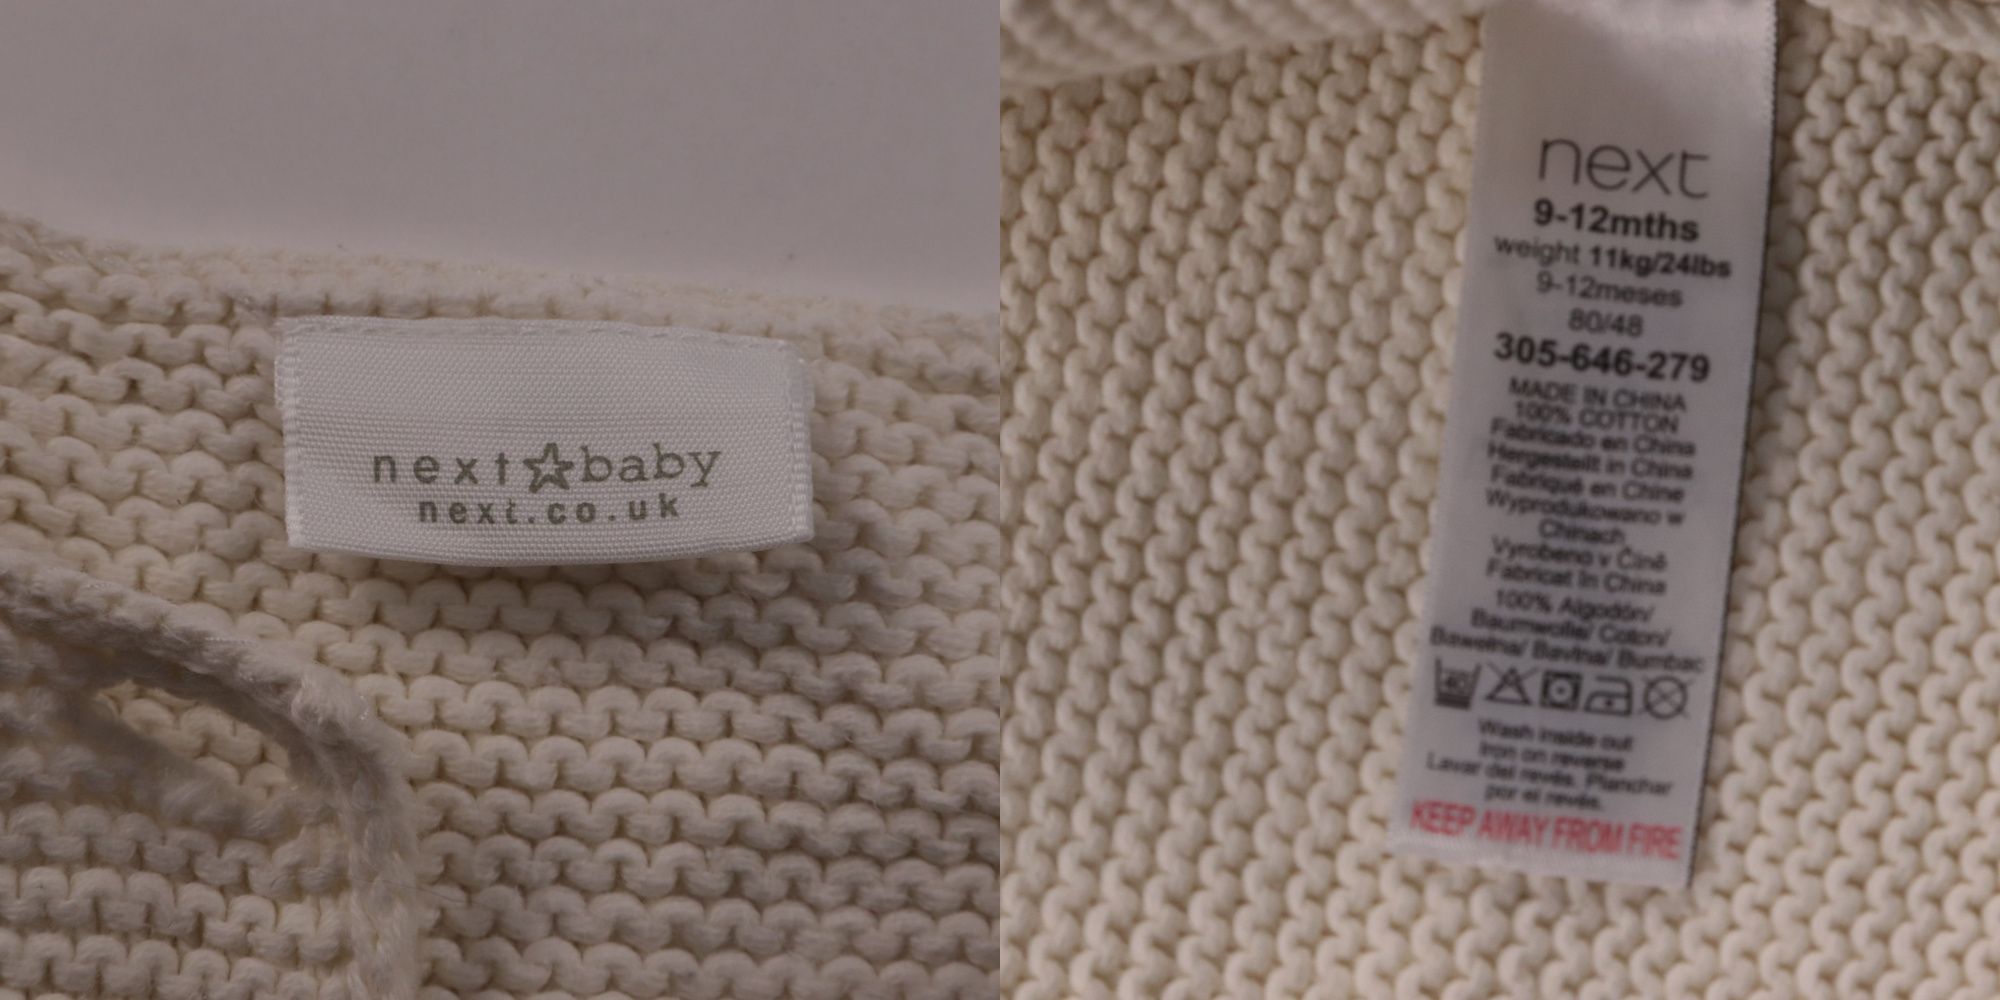 next☆baby
next.co.uk
next
9-12mths
weight 11kg/24lbs
9-12meses
80/48
305-646-279
MADE IN CHINA
100% COTTON
Fabricado en China
Hergestellt in China
Fabriqué en Chine
Wyprodukowano w
Chinach
Vyrobeno v Číně
Fabricat în China
100% Algodón/
Baumwolle/ Coton/
Bawełna/ Bavlna/ Bumbac
40
Wash inside out
Iron on reverse
Lavar del revés. Planchar
por el revés.
KEEP AWAY FROM FIRE